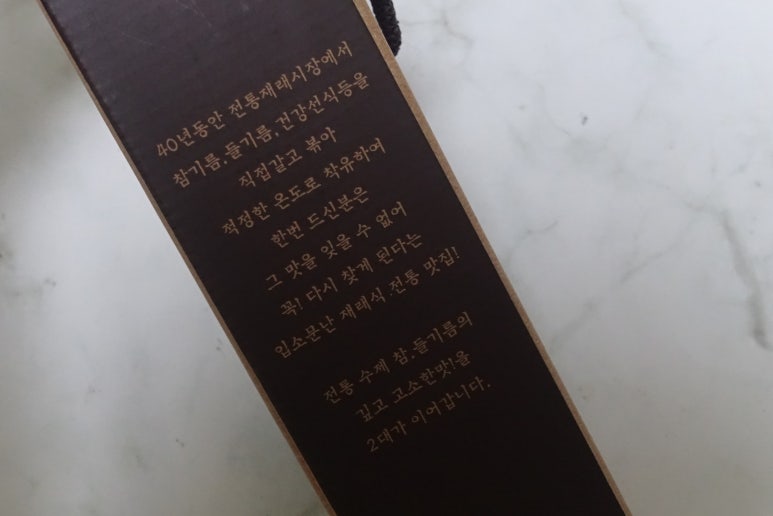 40년동안 전통재래시장에서
참기름,들기름,건강선식등을
직접갈고 볶아
적정한 온도로 착유하여
한번 드신분은
그 맛을 잊을 수 없어
꼭! 다시 찾게 된다는
입소문난 재래식 전통 맛집!
전통 수제 참,들기름의
깊고 고소한맛!을
2대가 이어갑니다.